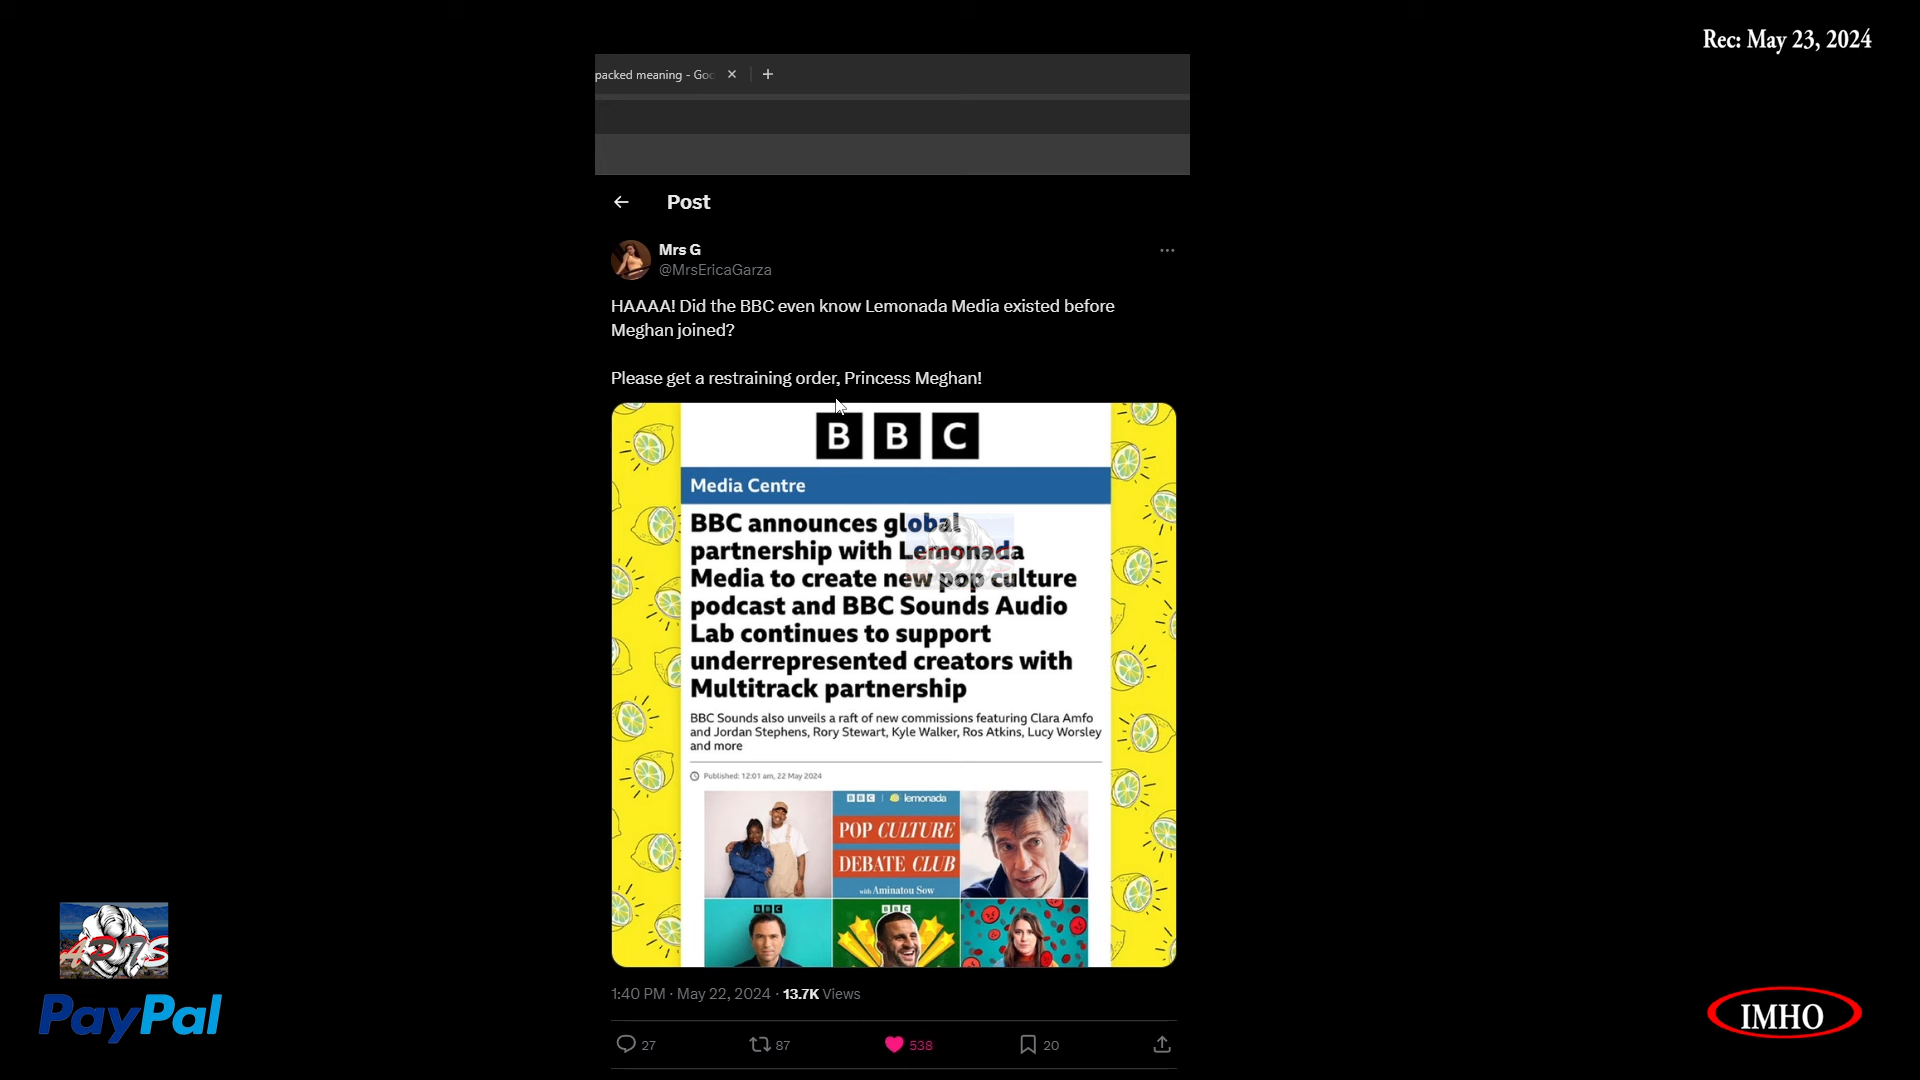 Rec: May 23, 2024
packed meaning - Goo
Post
Mrs G
@MrsEricaGarza
HAAAA! Did the BBC even know Lemonada Media existed before
Meghan joined?
Please get a restraining order, Princess Meghan!
BBC
Media Centre
BBC announces global
partnership with Lemonada
Media to create new pop culture
podcast and BBC Sounds Audio
Lab continues to support
underrepresented creators with
Multitrack partnership
BBC Sounds also unveils a raft of new commissions featuring Clara Amfo
and Jordan Stephens, Rory Stewart, Kyle Walker, Ros Atkins, Lucy Worsley
and more
Published: 12:01 am, 22 May 2024
BBC | lemonada
POP CULTURE
DEBATE CLUB
with Aminatou Sow
BBC
BBC
1:40 PM · May 22, 2024 · 13.7K Views
27 87 538 20
PayPal
IMHO